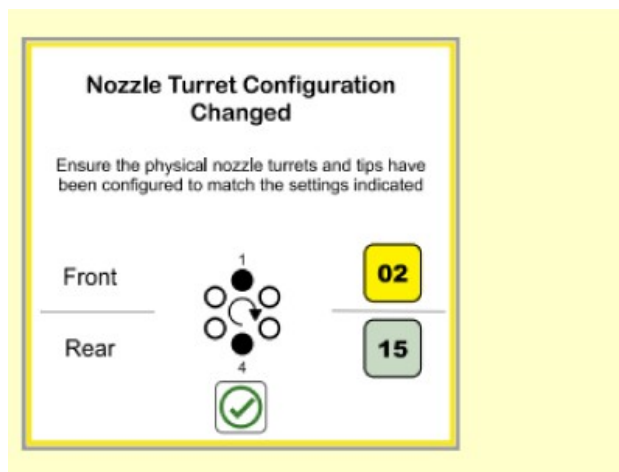 Nozzle Turret Configuration
Changed
Ensure the physical nozzle turrets and tips have
been configured to match the settings indicated
1
Front
02
Rear
15
4